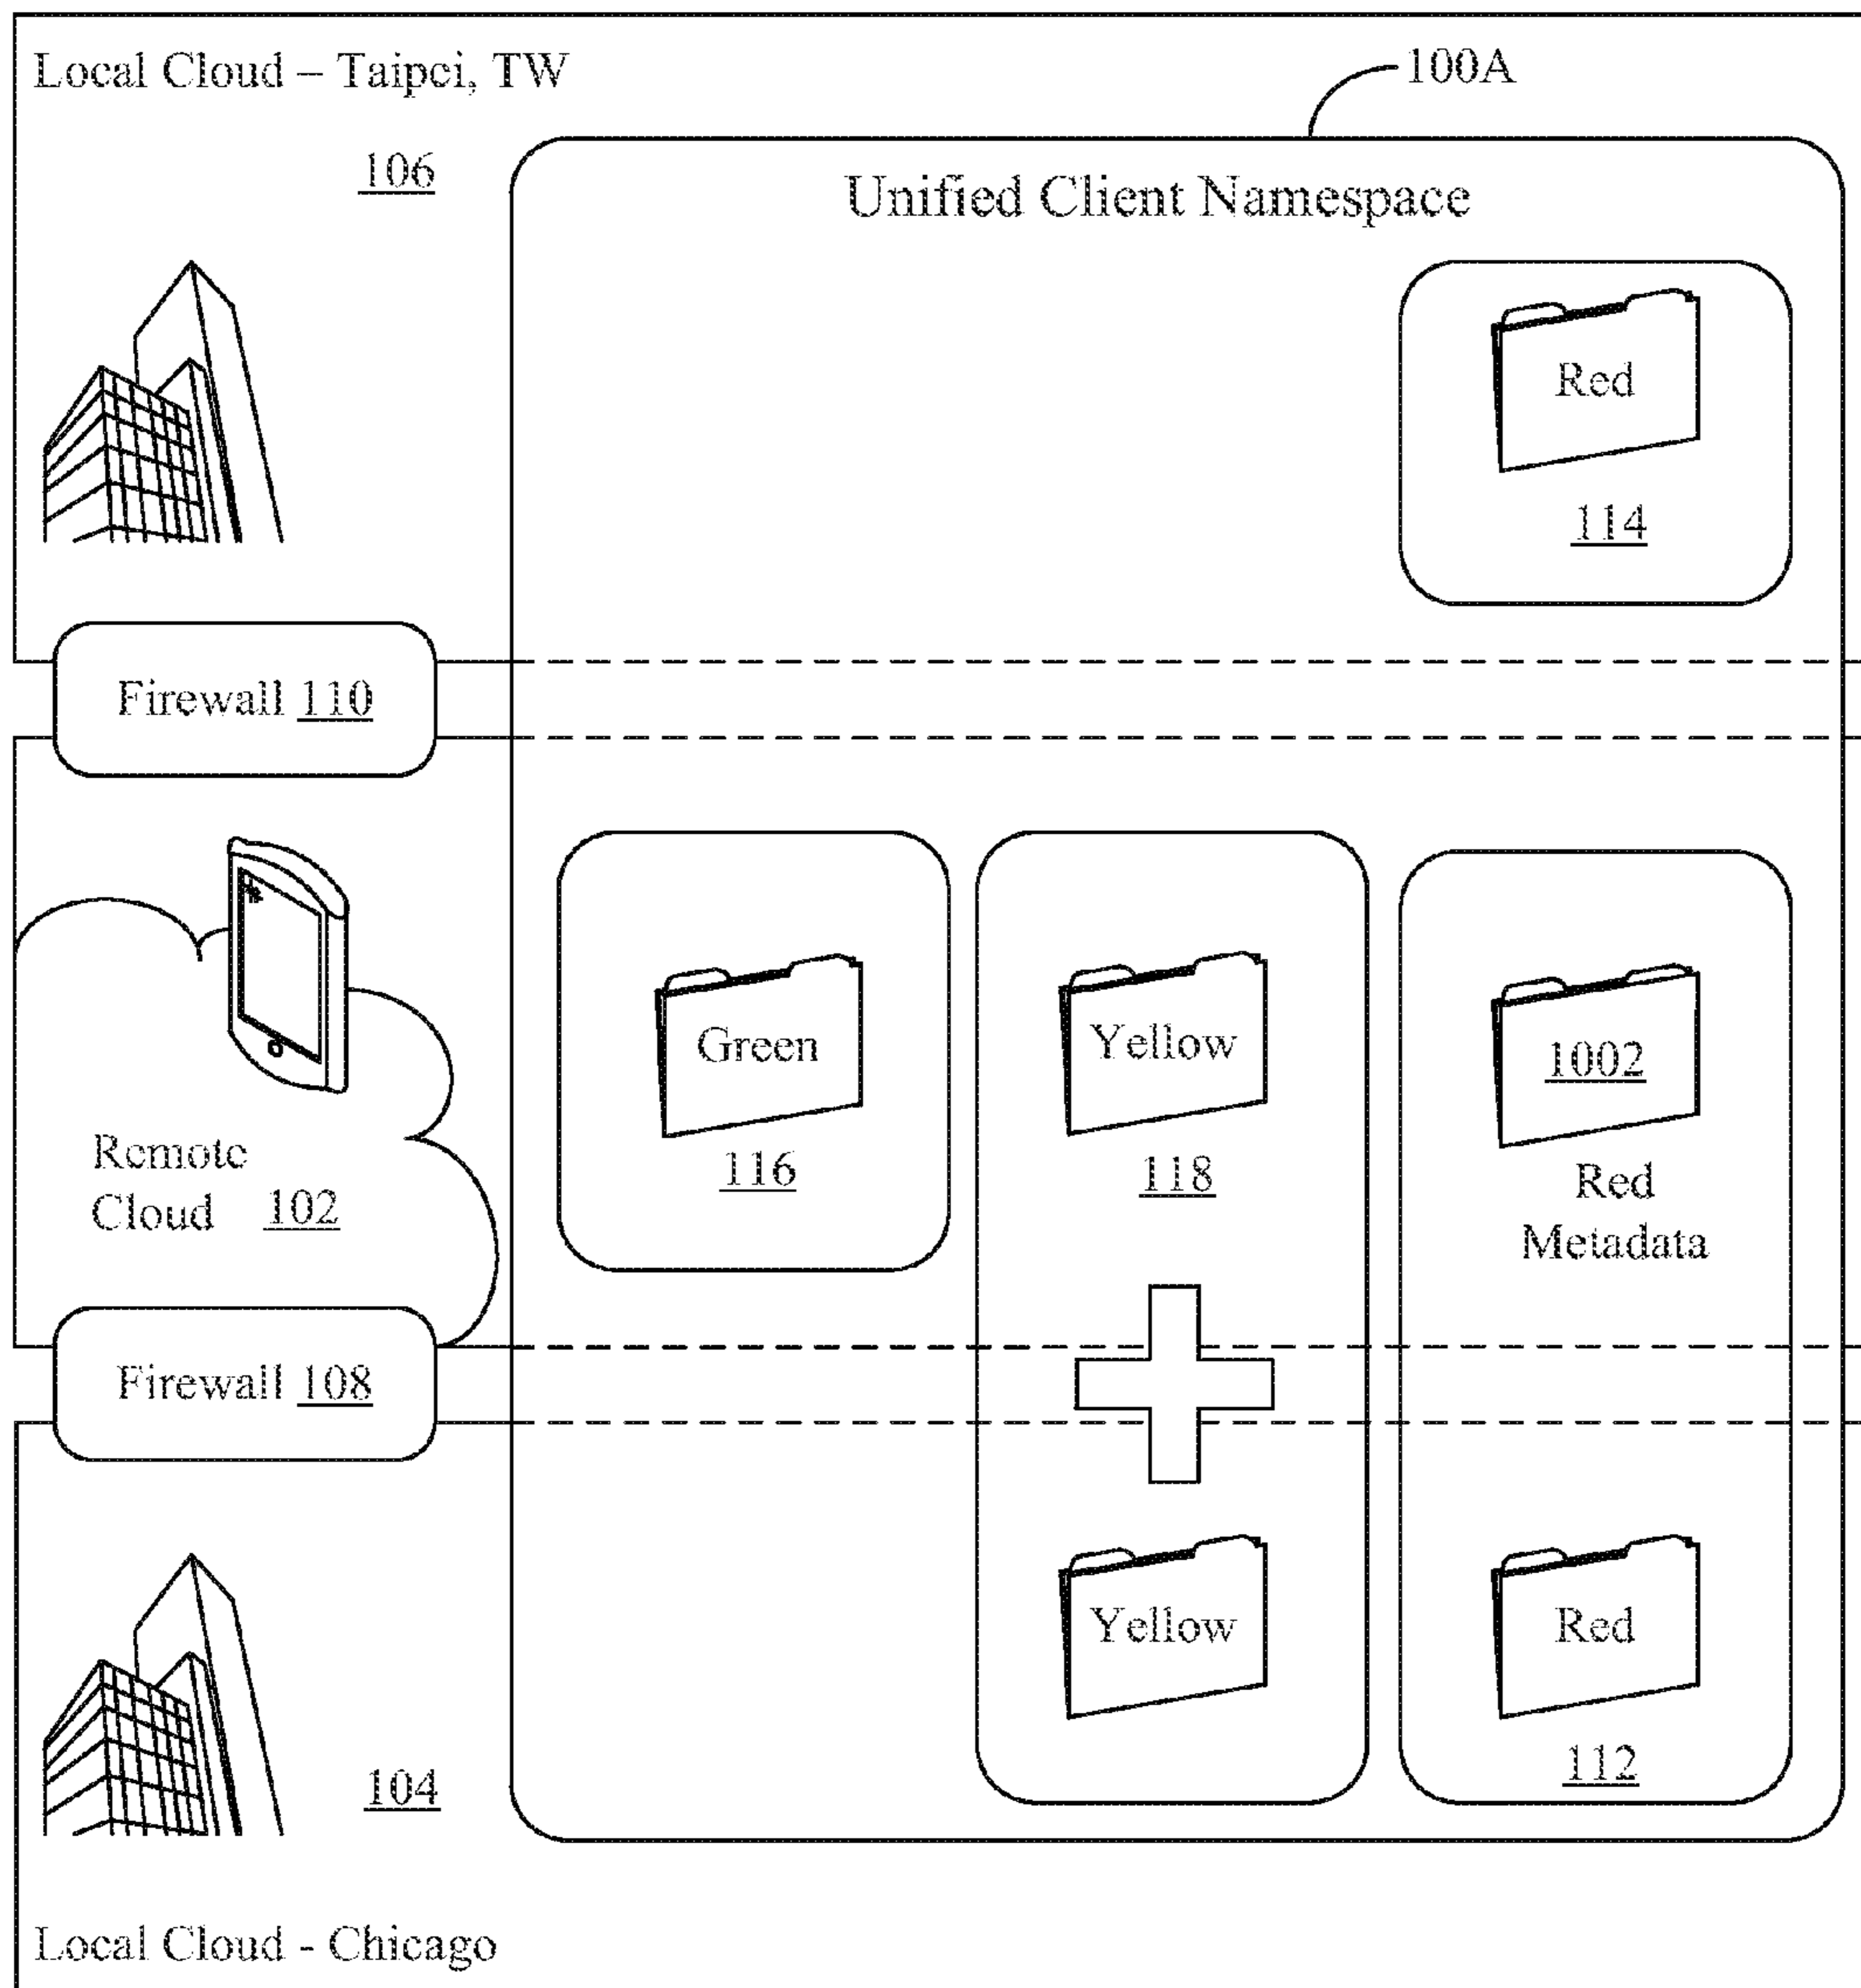 Local Cloud – Taipei, TW
100A
106
Unified Client Namespace
Red
114
Firewall 110
Green
Yellow
1002
116
118
Red
Metadata
Remote
Cloud 102
Firewall 108
Yellow
Red
112
104
Local Cloud - Chicago